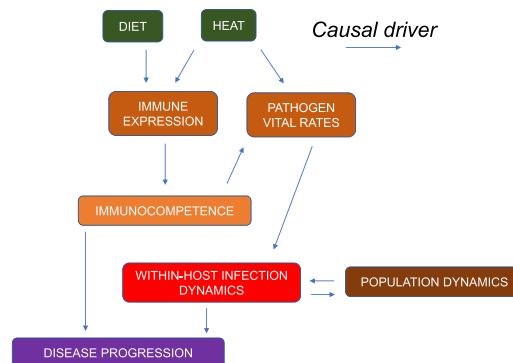 DIET
HEAT
Causal driver
IMMUNE
EXPRESSION
PATHOGEN
VITAL RATES
IMMUNOCOMPETENCE
WITHIN-HOST INFECTION
DYNAMICS
POPULATION DYNAMICS
DISEASE PROGRESSION